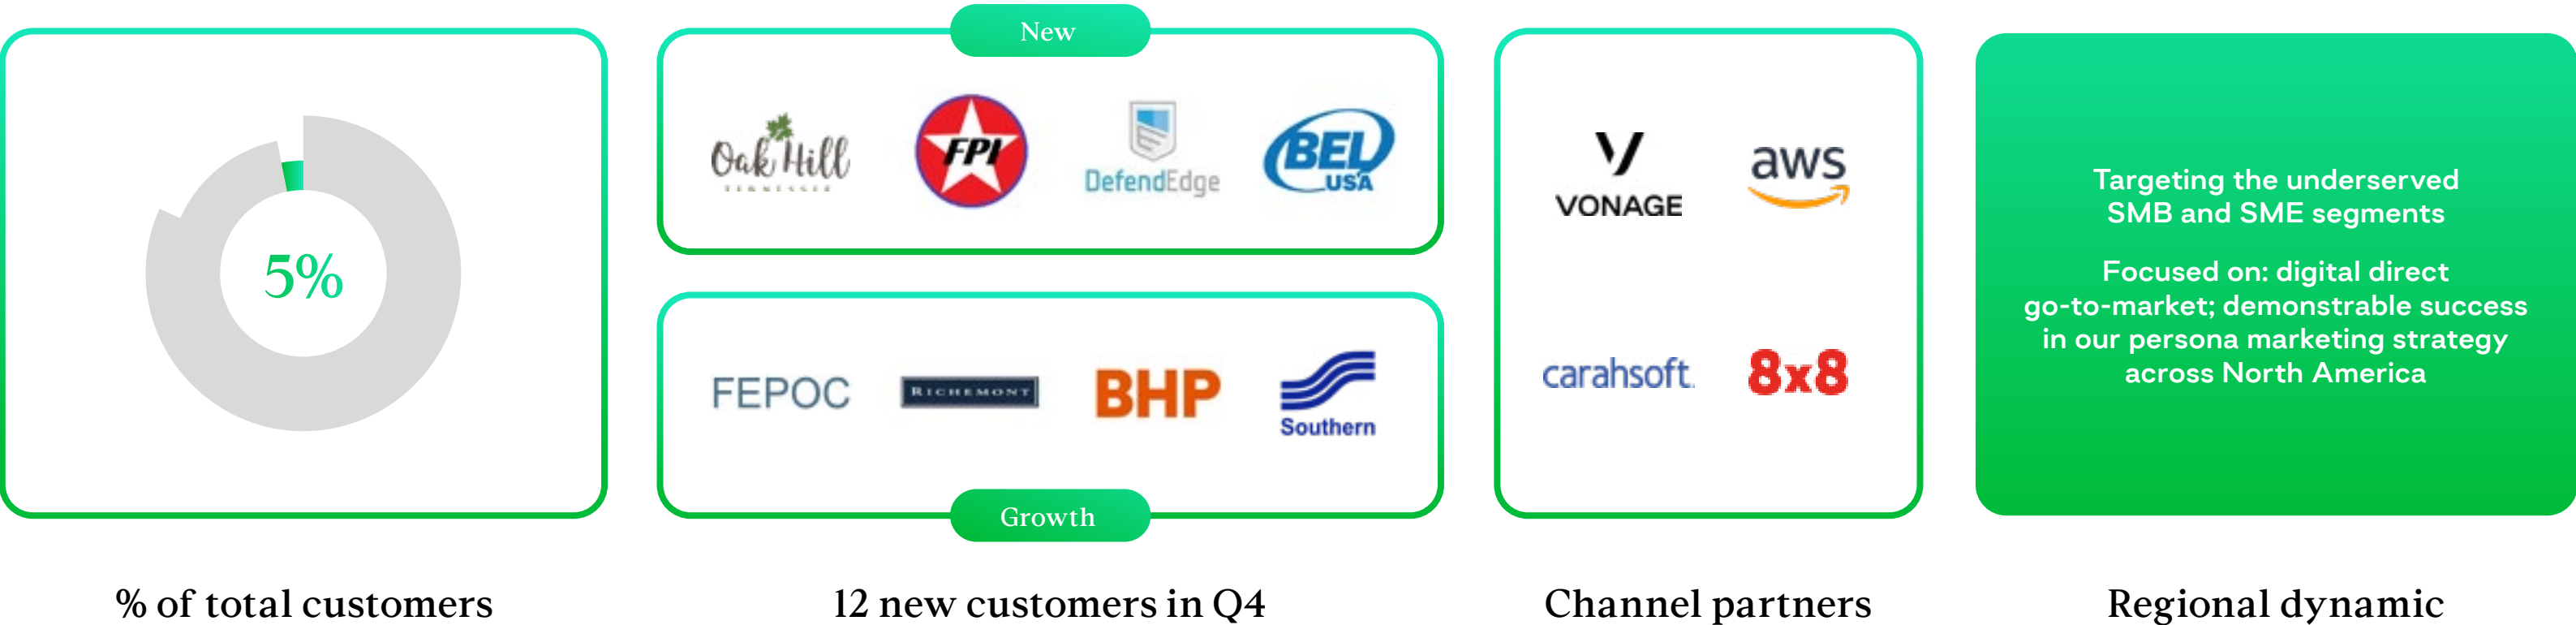 5%
% of total customers
New
Oak Hill
TENNESSEE
FPI
DefendEdge
BEL
USA
FEPOC
RICHEMONT
BHP
Southern
Growth
12 new customers in Q4
VONAGE
aws
carahsoft.
8x8
Channel partners
Targeting the underserved
SMB and SME segments
Focused on: digital direct
go-to-market; demonstrable success
in our persona marketing strategy
across North America
Regional dynamic